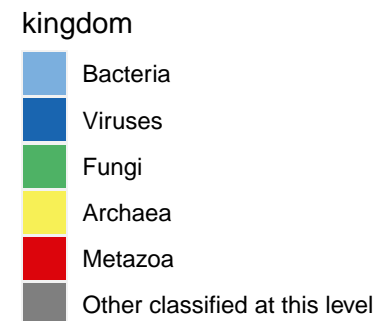 kingdom
Bacteria
Viruses
Fungi
Archaea
Metazoa
Other classified at this level